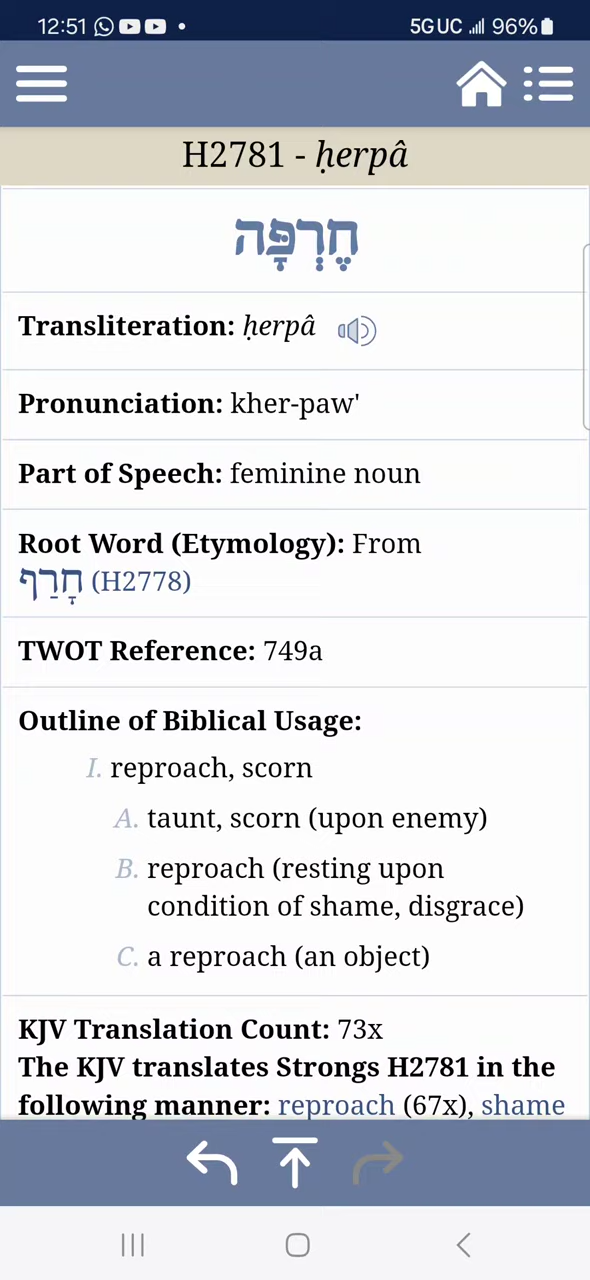 12:51 5G UC 96%
H2781 - ḥerpâ
חֶרְפָּה
Transliteration: ḥerpâ
Pronunciation: kher-paw'
Part of Speech: feminine noun
Root Word (Etymology): From
חָרַף (H2778)
TWOT Reference: 749a
Outline of Biblical Usage:
I. reproach, scorn
A. taunt, scorn (upon enemy)
B. reproach (resting upon
condition of shame, disgrace)
C. a reproach (an object)
KJV Translation Count: 73x
The KJV translates Strongs H2781 in the
following manner: reproach (67x), shame